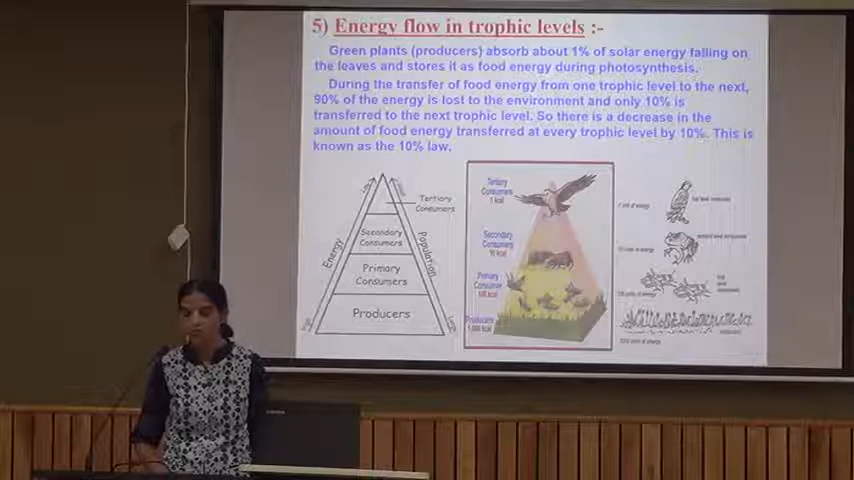 5) Energy flow in trophic levels :-
Green plants (producers) absorb about 1% of solar energy falling on
the leaves and stores it as food energy during photosynthesis.
During the transfer of food energy from one trophic level to the next,
90% of the energy is lost to the environment and only 10% is
transferred to the next trophic level. So there is a decrease in the
amount of food energy transferred at every trophic level by 10%. This is
known as the 10% law.
Tertiary
Consumers
Secondary
Consumers
Primary
Consumers
Producers
Energy
Population
Tertiary
Consumers
1 kcal
Secondary
Consumers
Primary
Consumer
Producers